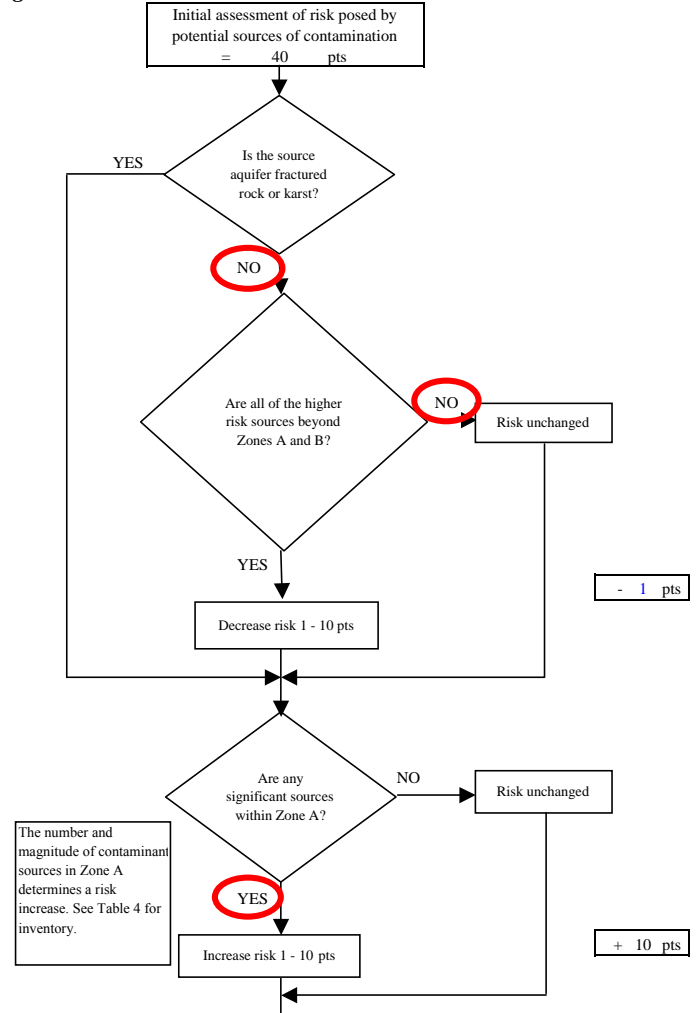 g
Initial assessment of risk posed by
potential sources of contamination
= 40 pts
YES
Is the source
aquifer fractured
rock or karst?
NO
Are all of the higher
risk sources beyond
Zones A and B?
NO
Risk unchanged
YES
- 1 pts
Decrease risk 1 - 10 pts
Are any
significant sources
within Zone A?
NO
Risk unchanged
The number and
magnitude of contaminant
sources in Zone A
determines a risk
increase. See Table 4 for
inventory.
YES
Increase risk 1 - 10 pts
+ 10 pts